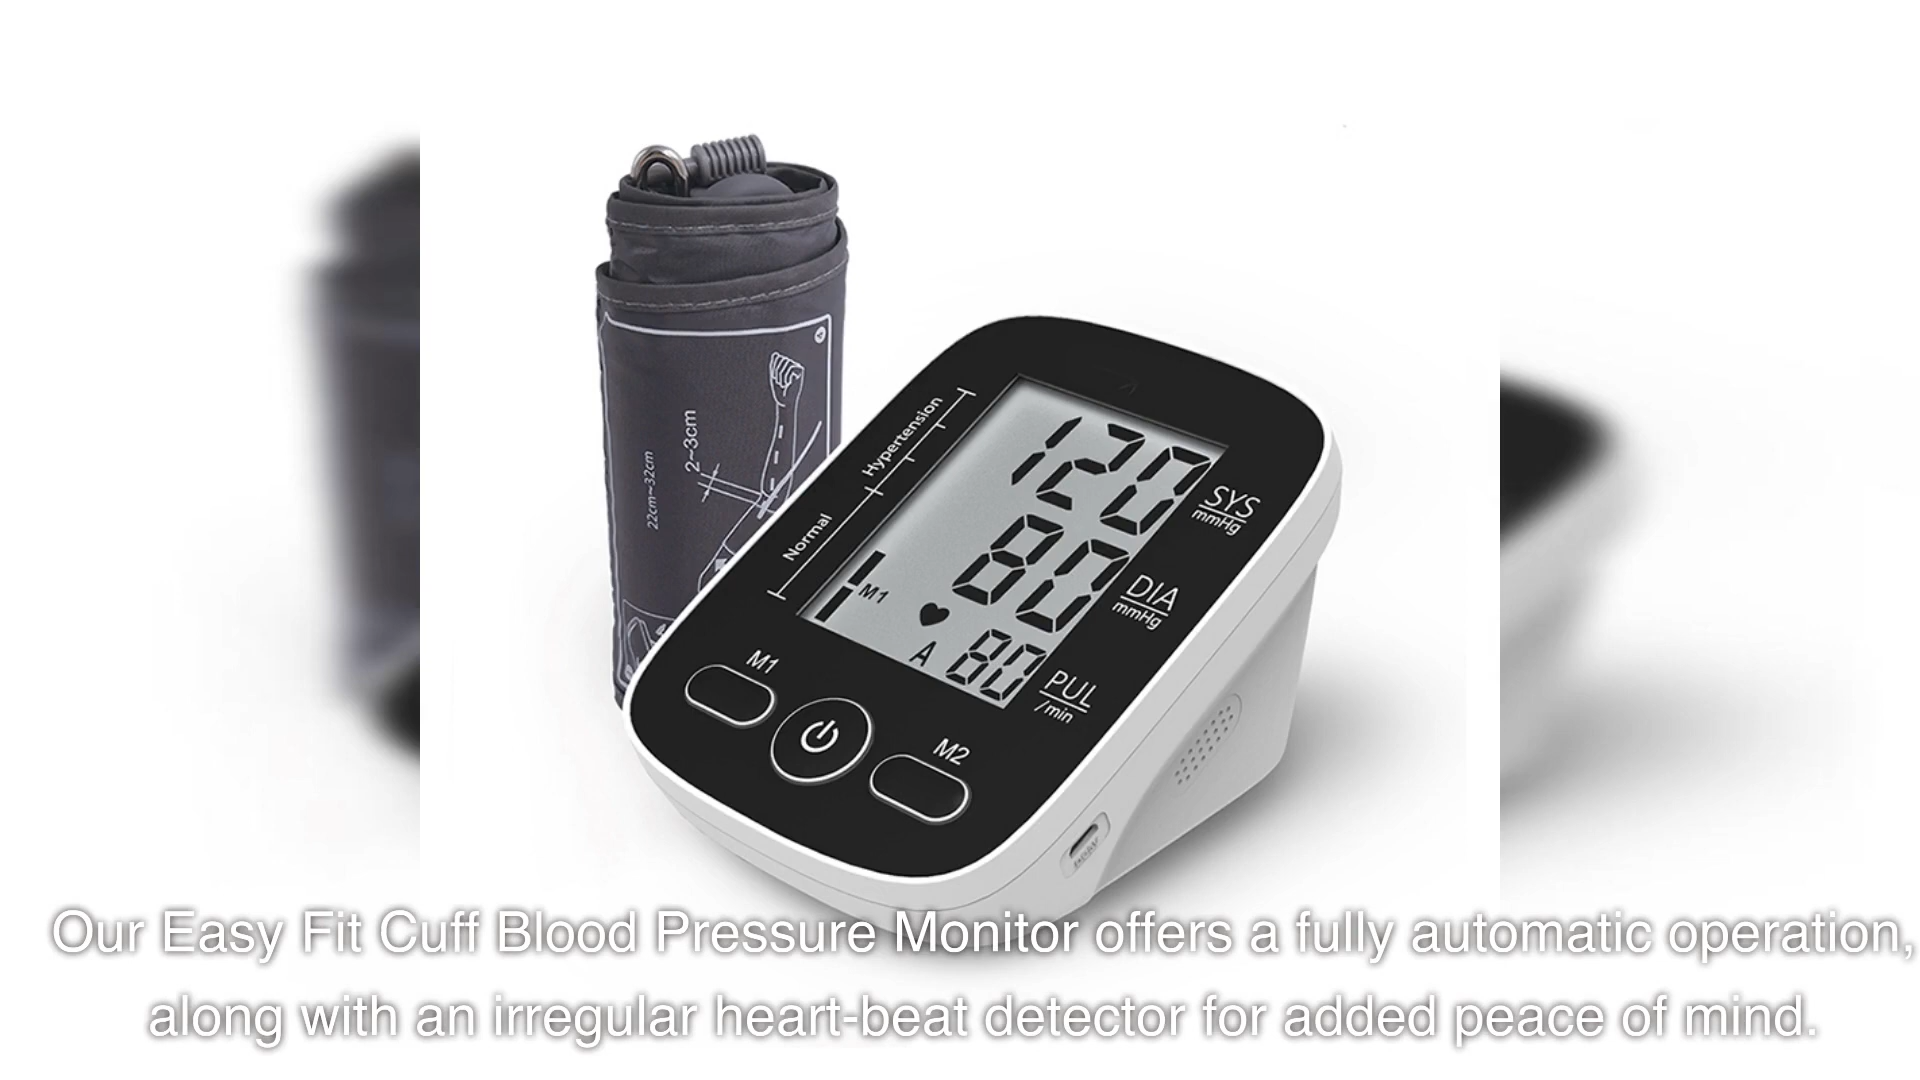 2~3cm
22cm~32cm
Hypertension
Normal
120
SYS
mmHg
80
DIA
mmHg
M1
A 80
PUL
/min
M1
M2
Our Easy Fit Cuff Blood Pressure Monitor offers a fully automatic operation,
along with an irregular heart-beat detector for added peace of mind.